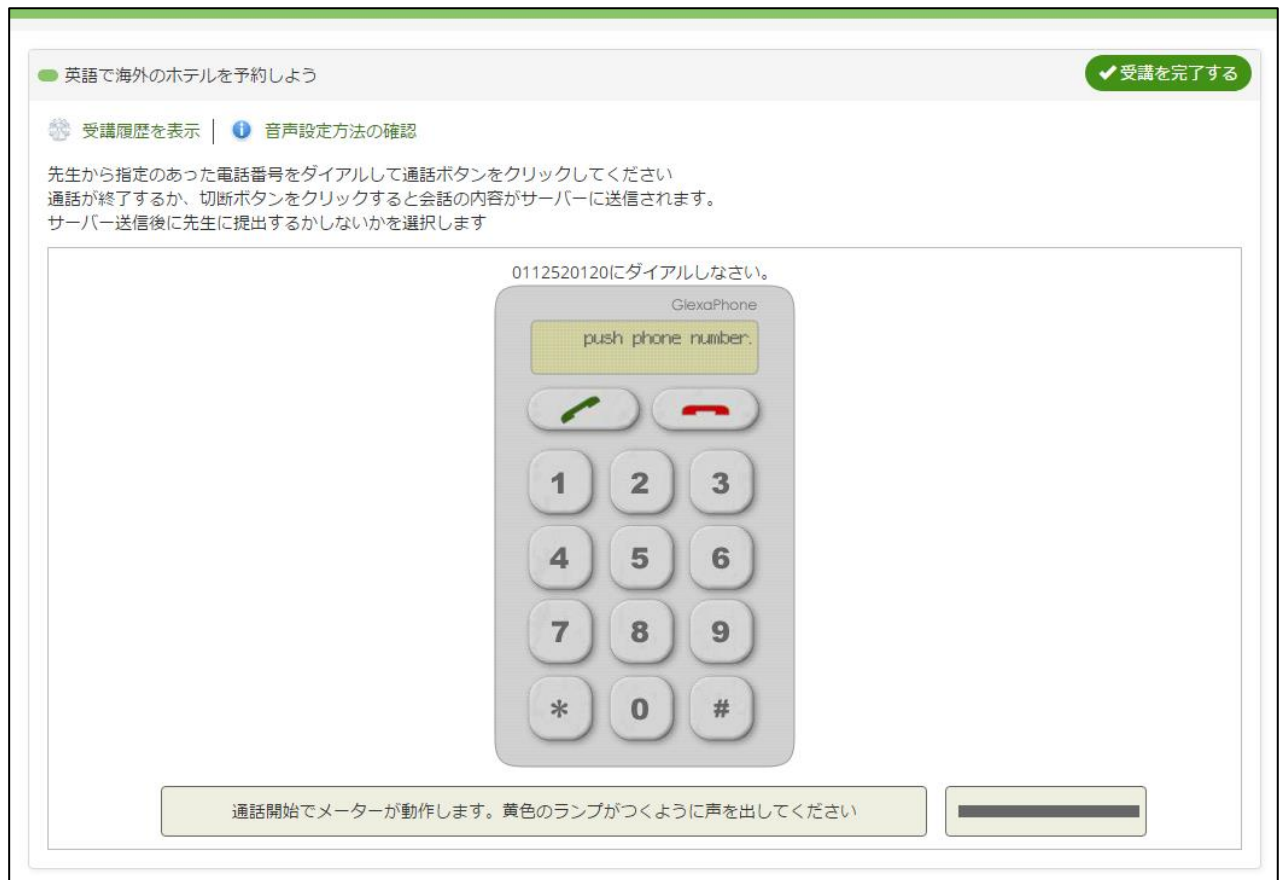 英語で海外のホテルを予約しよう
✔受講を完了する
受講履歴を表示 | 音声設定方法の確認
先生から指定のあった電話番号をダイアルして通話ボタンをクリックしてください
通話が終了するか、切断ボタンをクリックすると会話の内容がサーバーに送信されます。
サーバー送信後に先生に提出するかしないかを選択します
0112520120にダイアルしなさい。
GlexaPhone
push phone number.
1 2 3
4 5 6
7 8 9
* 0 #
通話開始でメーターが動作します。黄色のランプがつくように声を出してください